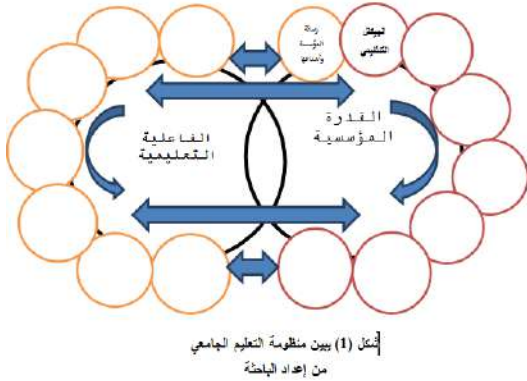 رسالة
المؤسسة
وأهدافها
الهيكل
التنظيمي
القدرة
المؤسسية
الفاعلية
التعليمية
شكل (1) يبين منظومة التعليم الجامعي
من إعداد الباحثة